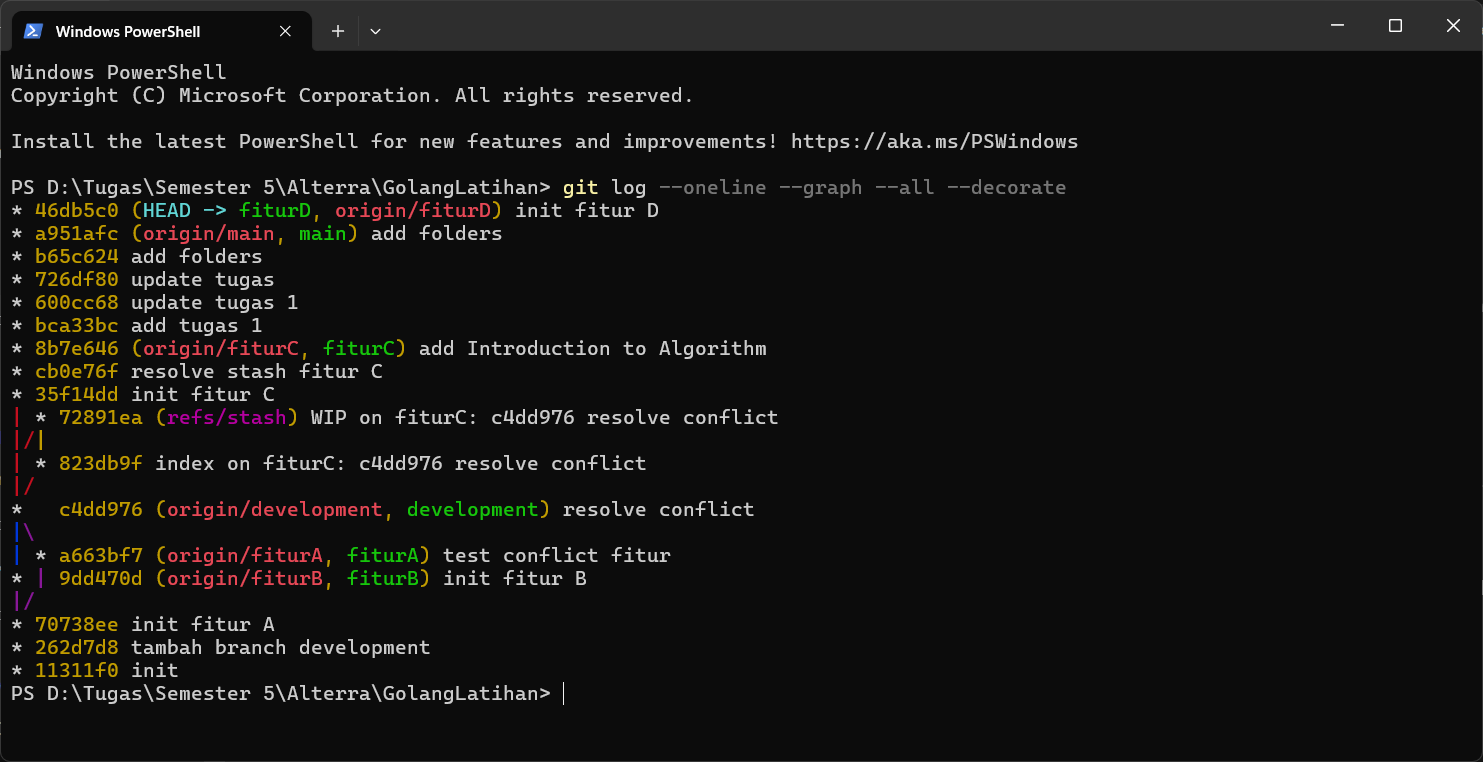 Windows PowerShell
Windows PowerShell
Copyright (C) Microsoft Corporation. All rights reserved.
Install the latest PowerShell for new features and improvements! https://aka.ms/PSWindows
PS D:\Tugas\Semester 5\Alterra\GolangLatihan> git log --oneline --graph --all --decorate
* 46db5c0 (HEAD -> fiturD, origin/fiturD) init fitur D
* a951afc (origin/main, main) add folders
* b65c624 add folders
* 726df80 update tugas
* 600cc68 update tugas 1
* bca33bc add tugas 1
* 8b7e646 (origin/fiturC, fiturC) add Introduction to Algorithm
* cb0e76f resolve stash fitur C
* 35f14dd init fitur C
| * 72891ea (refs/stash) WIP on fiturC: c4dd976 resolve conflict
|/|
| * 823db9f index on fiturC: c4dd976 resolve conflict
|/
*   c4dd976 (origin/development, development) resolve conflict
|\
| * a663bf7 (origin/fiturA, fiturA) test conflict fitur
* | 9dd470d (origin/fiturB, fiturB) init fitur B
|/
* 70738ee init fitur A
* 262d7d8 tambah branch development
* 11311f0 init
PS D:\Tugas\Semester 5\Alterra\GolangLatihan>